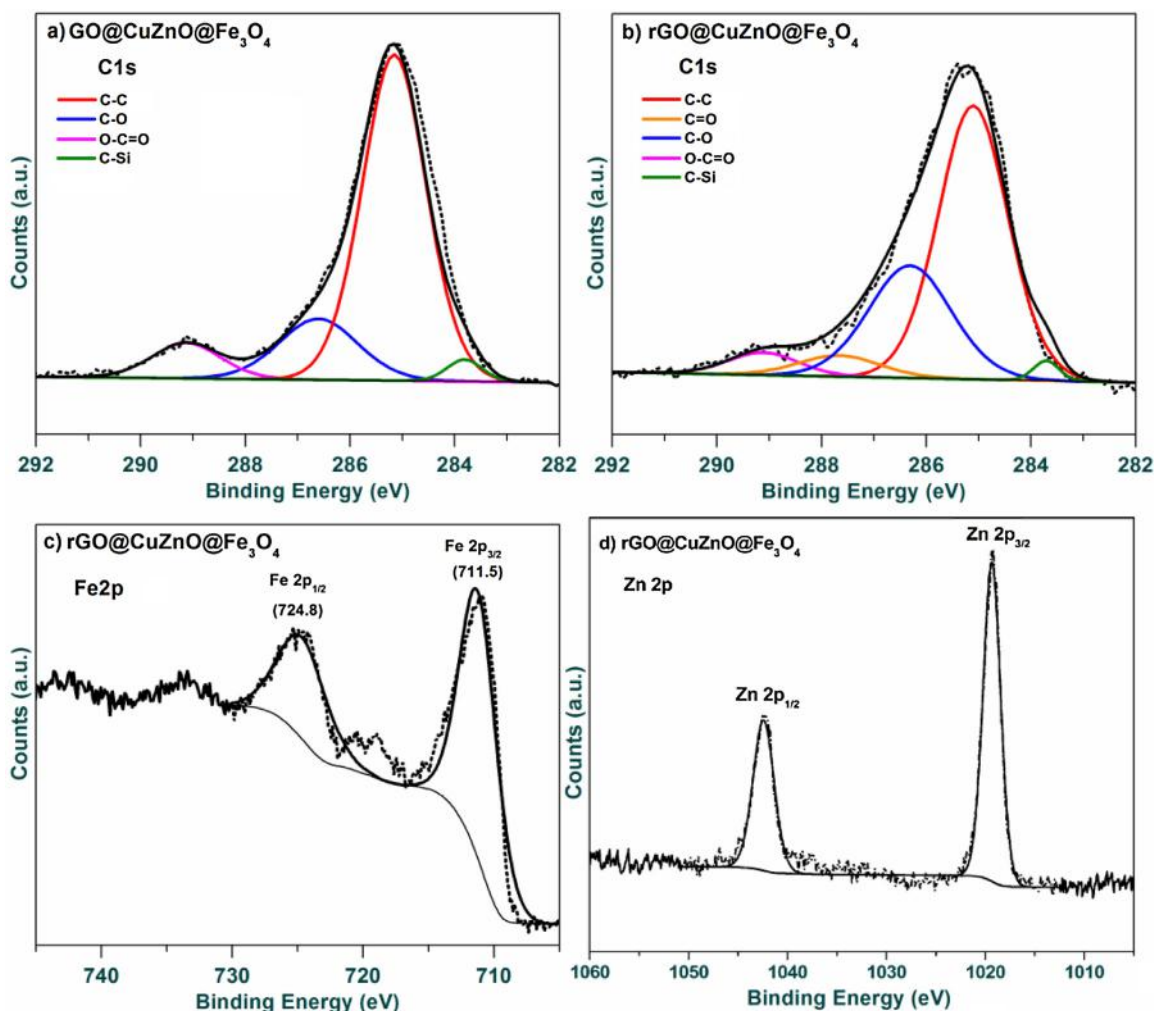 a) GO@CuZnO@Fe₃O₄
C1s
C-C
C-O
O-C=O
C-Si
Counts (a.u.)
292 290 288 286 284 282
Binding Energy (eV)
b) rGO@CuZnO@Fe₃O₄
C1s
C-C
C=O
C-O
O-C=O
C-Si
Counts (a.u.)
292 290 288 286 284 282
Binding Energy (eV)
c) rGO@CuZnO@Fe₃O₄
Fe2p
Fe 2p₁/₂
(724.8)
Fe 2p₃/₂
(711.5)
Counts (a.u.)
740 730 720 710
Binding Energy (eV)
d) rGO@CuZnO@Fe₃O₄
Zn 2p
Zn 2p₁/₂
Zn 2p₃/₂
Counts (a.u.)
1060 1050 1040 1030 1020 1010
Binding Energy (eV)